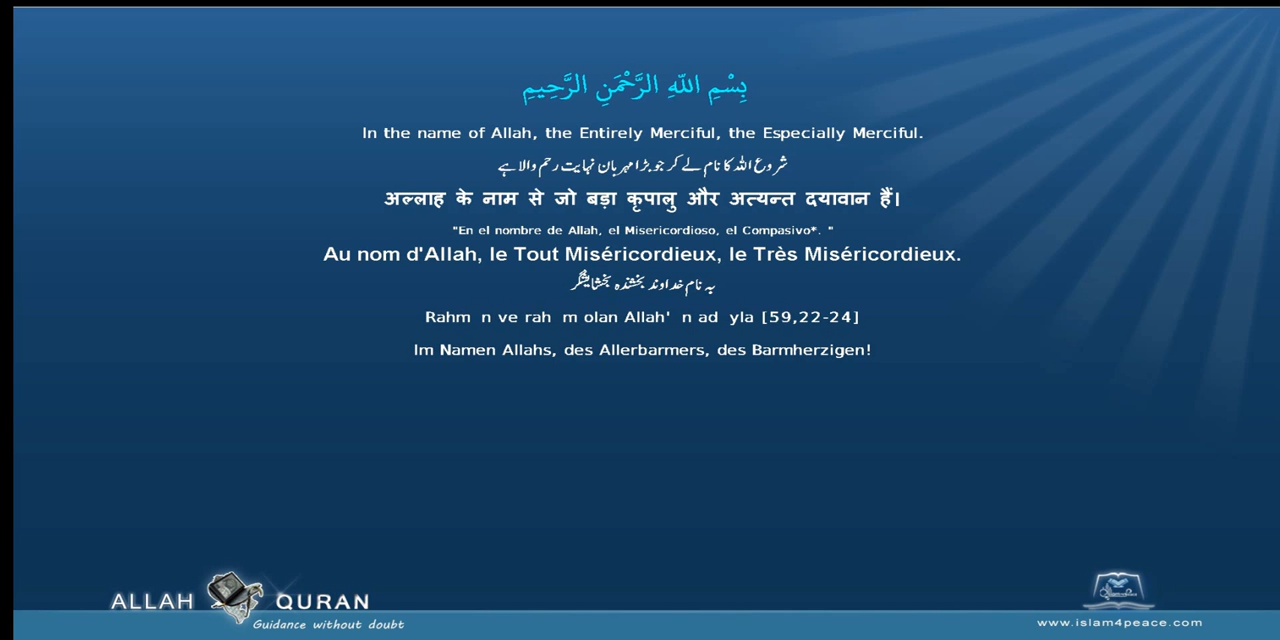 بِسْمِ اللّهِ الرَّحْمَنِ الرَّحِيمِ
In the name of Allah, the Entirely Merciful, the Especially Merciful.
شروع الله کا نام لے کر جو بڑا مہربان نہایت رحم والا ہے
अल्लाह के नाम से जो बड़ा कृपालु और अत्यन्त दयावान हैं।
"En el nombre de Allah, el Misericordioso, el Compasivo*. "
Au nom d'Allah, le Tout Miséricordieux, le Très Miséricordieux.
به نام خداوند بخشنده بخشایشگر
Rahm n ve rah m olan Allah' n ad yla [59,22-24]
Im Namen Allahs, des Allerbarmers, des Barmherzigen!
ALLAH QURAN
Guidance without doubt
www.islam4peace.com